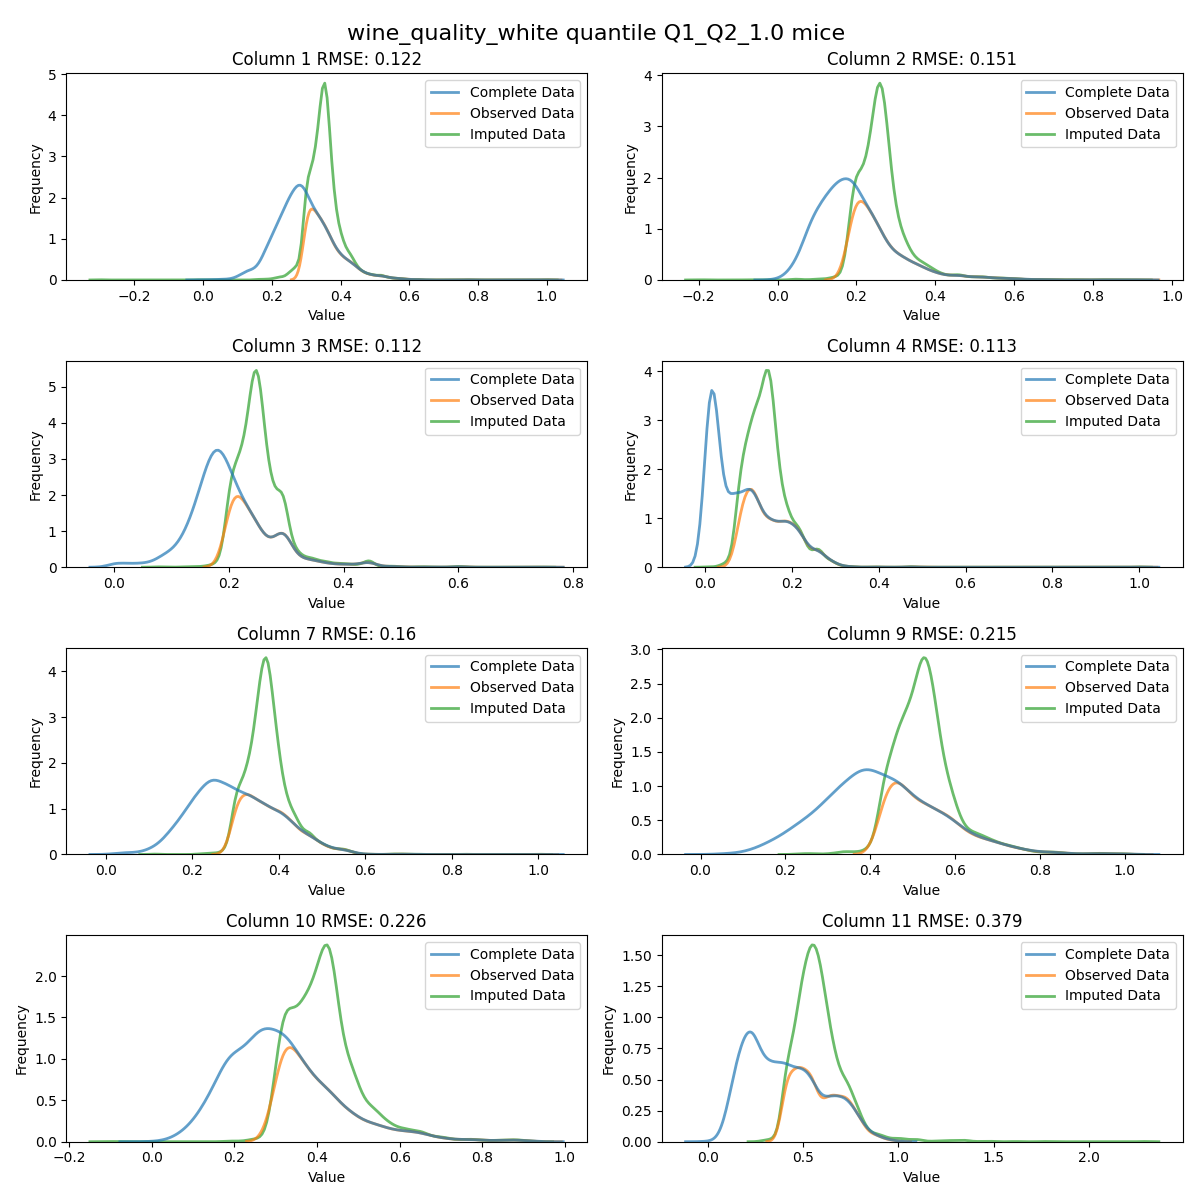 wine_quality_white quantile Q1_Q2_1.0 mice
Column 1 RMSE: 0.122
Frequency
5
4
3
2
1
0
−0.2 0.0 0.2 0.4 0.6 0.8 1.0
Value
Complete Data
Observed Data
Imputed Data
Column 2 RMSE: 0.151
Frequency
4
3
2
1
0
−0.2 0.0 0.2 0.4 0.6 0.8 1.0
Value
Complete Data
Observed Data
Imputed Data
Column 3 RMSE: 0.112
Frequency
5
4
3
2
1
0
0.0 0.2 0.4 0.6 0.8
Value
Complete Data
Observed Data
Imputed Data
Column 4 RMSE: 0.113
Frequency
4
3
2
1
0
0.0 0.2 0.4 0.6 0.8 1.0
Value
Complete Data
Observed Data
Imputed Data
Column 7 RMSE: 0.16
Frequency
4
3
2
1
0
0.0 0.2 0.4 0.6 0.8 1.0
Value
Complete Data
Observed Data
Imputed Data
Column 9 RMSE: 0.215
Frequency
3.0
2.5
2.0
1.5
1.0
0.5
0.0
0.0 0.2 0.4 0.6 0.8 1.0
Value
Complete Data
Observed Data
Imputed Data
Column 10 RMSE: 0.226
Frequency
2.0
1.5
1.0
0.5
0.0
−0.2 0.0 0.2 0.4 0.6 0.8 1.0
Value
Complete Data
Observed Data
Imputed Data
Column 11 RMSE: 0.379
Frequency
1.50
1.25
1.00
0.75
0.50
0.25
0.00
0.0 0.5 1.0 1.5 2.0
Value
Complete Data
Observed Data
Imputed Data